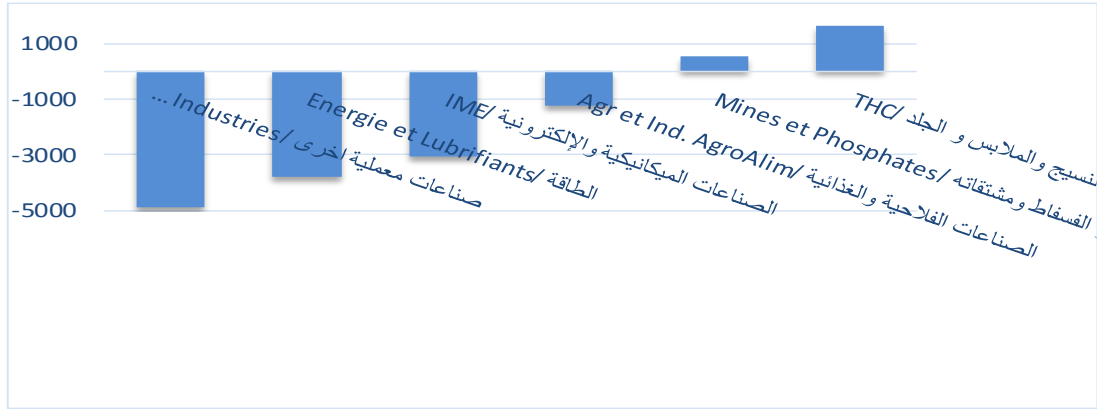 1000
-1000
-3000
-5000
... Industries/ صناعات معملية اخرى
Energie et Lubrifiants/ الطاقة
IME/ الصناعات الميكانيكية والإلكترونية
Agr et Ind. AgroAlim/ الصناعات الفلاحية والغذائية
Mines et Phosphates/ الفسفاط ومشتقاته
THC/ والملابس و الجلد